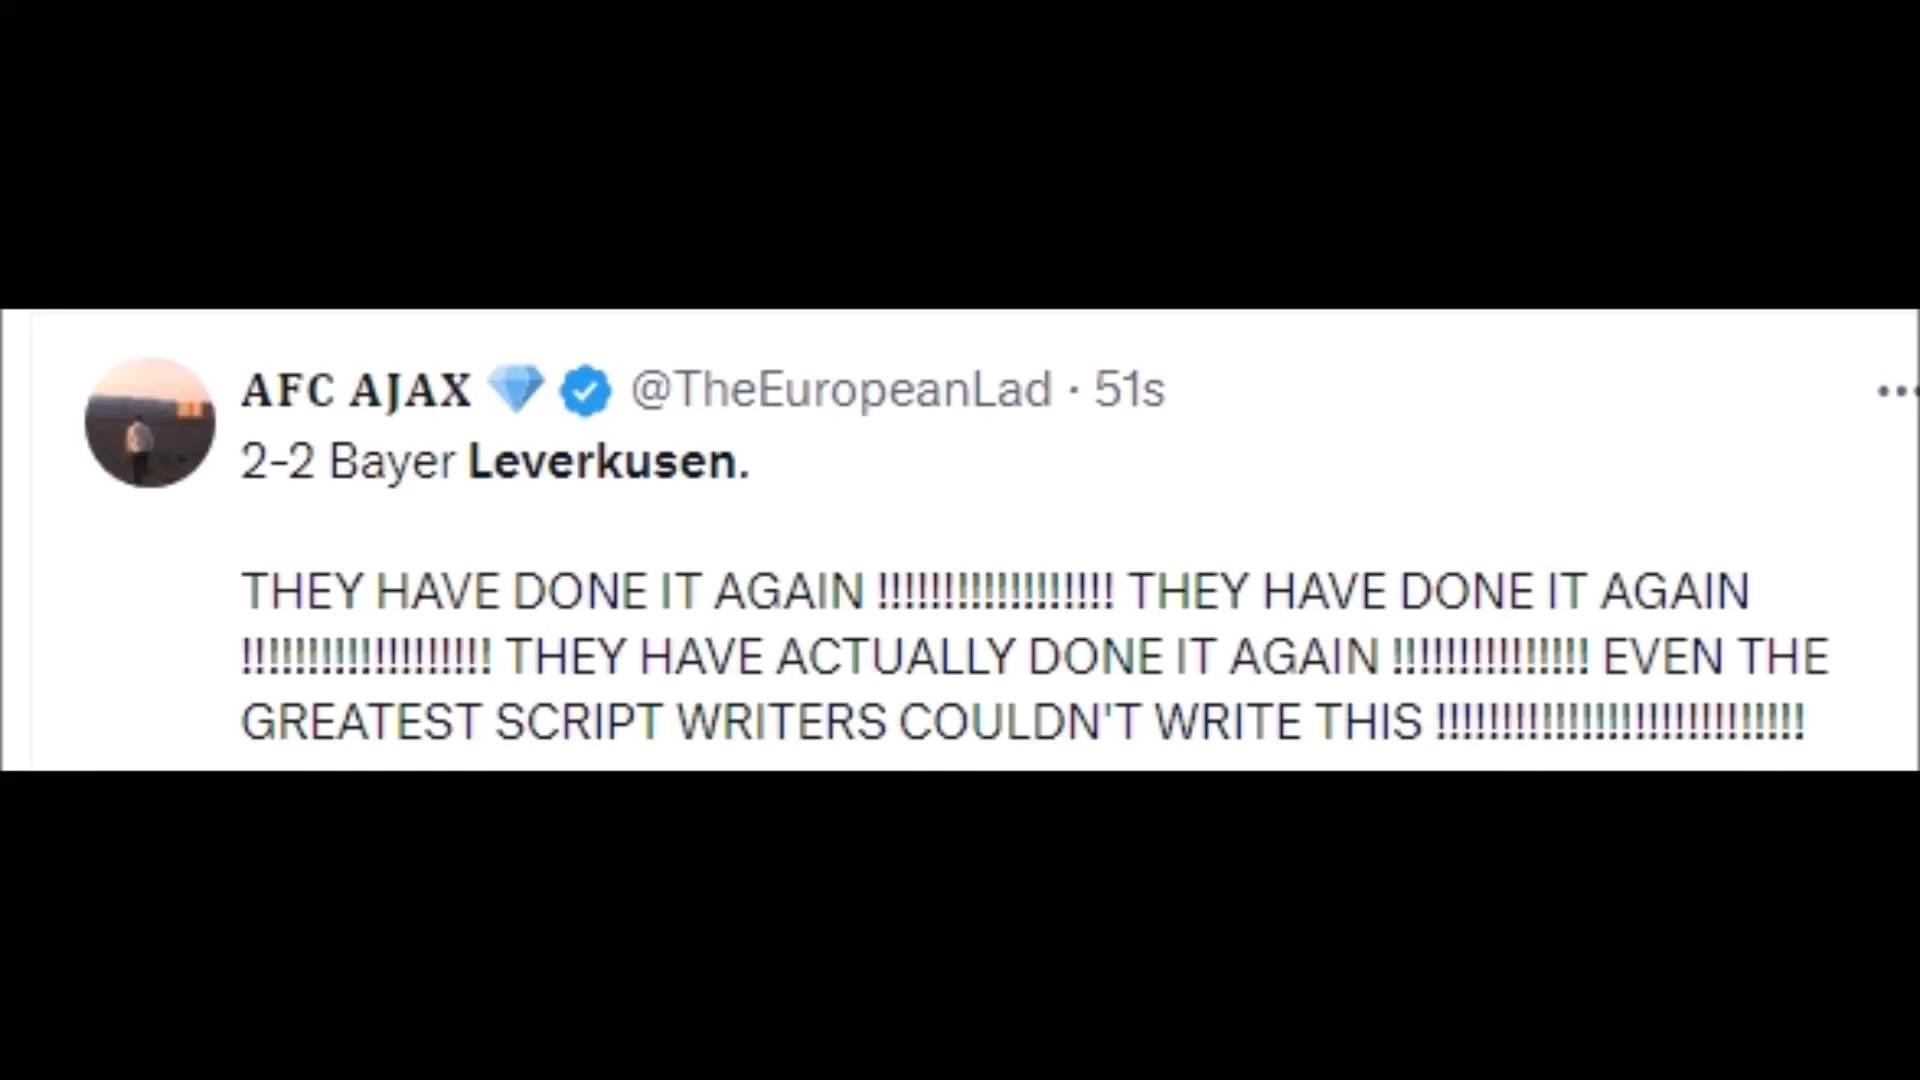 AFC AJAX 💎 @TheEuropeanLad · 51s
2-2 Bayer Leverkusen.
THEY HAVE DONE IT AGAIN !!!!!!!!!!!!!!!!!! THEY HAVE DONE IT AGAIN
!!!!!!!!!!!!!!!!!!! THEY HAVE ACTUALLY DONE IT AGAIN !!!!!!!!!!!!!!! EVEN THE
GREATEST SCRIPT WRITERS COULDN'T WRITE THIS !!!!!!!!!!!!!!!!!!!!!!!!!!!!